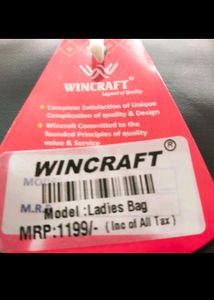 WINCRAFT®
Legend of Quality
• Complete Satisfaction of Unique
Complication of quality & Design
• Wincraft Committed to the
founded Principles of quality
value & Service
WINCRAFT®
M.R.P
Model :Ladies Bag
MRP:1199/- (Inc of All Tax)